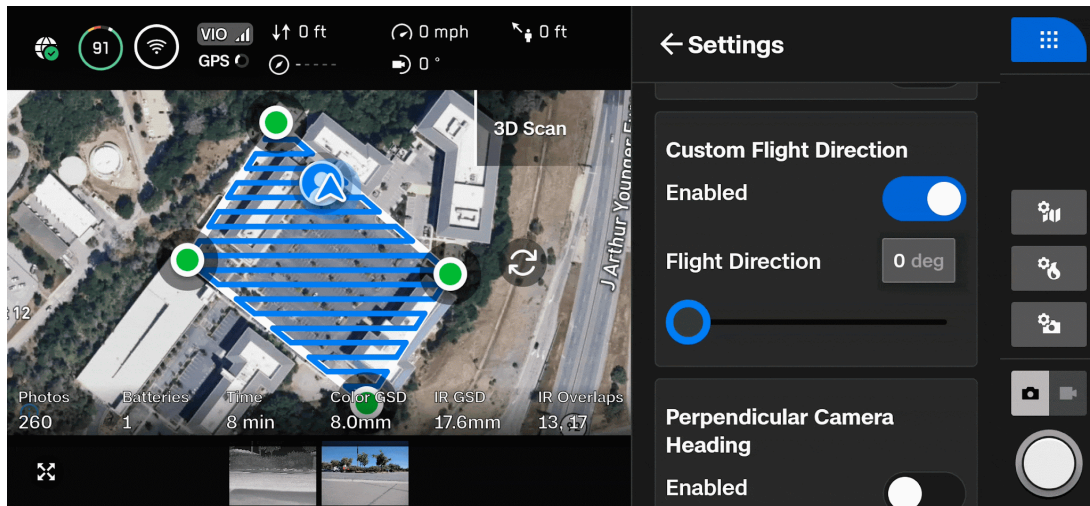 91
VIO
GPS
0 ft
-----
0 mph
0 °
0 ft
Settings
3D Scan
J Arthur Younger
t 12
Photos
260
Batteries
1
Time
8 min
Color GSD
8.0mm
IR GSD
17.6mm
IR Overlaps
13, 17
Custom Flight Direction
Enabled
Flight Direction
0 deg
Perpendicular Camera
Heading
Enabled